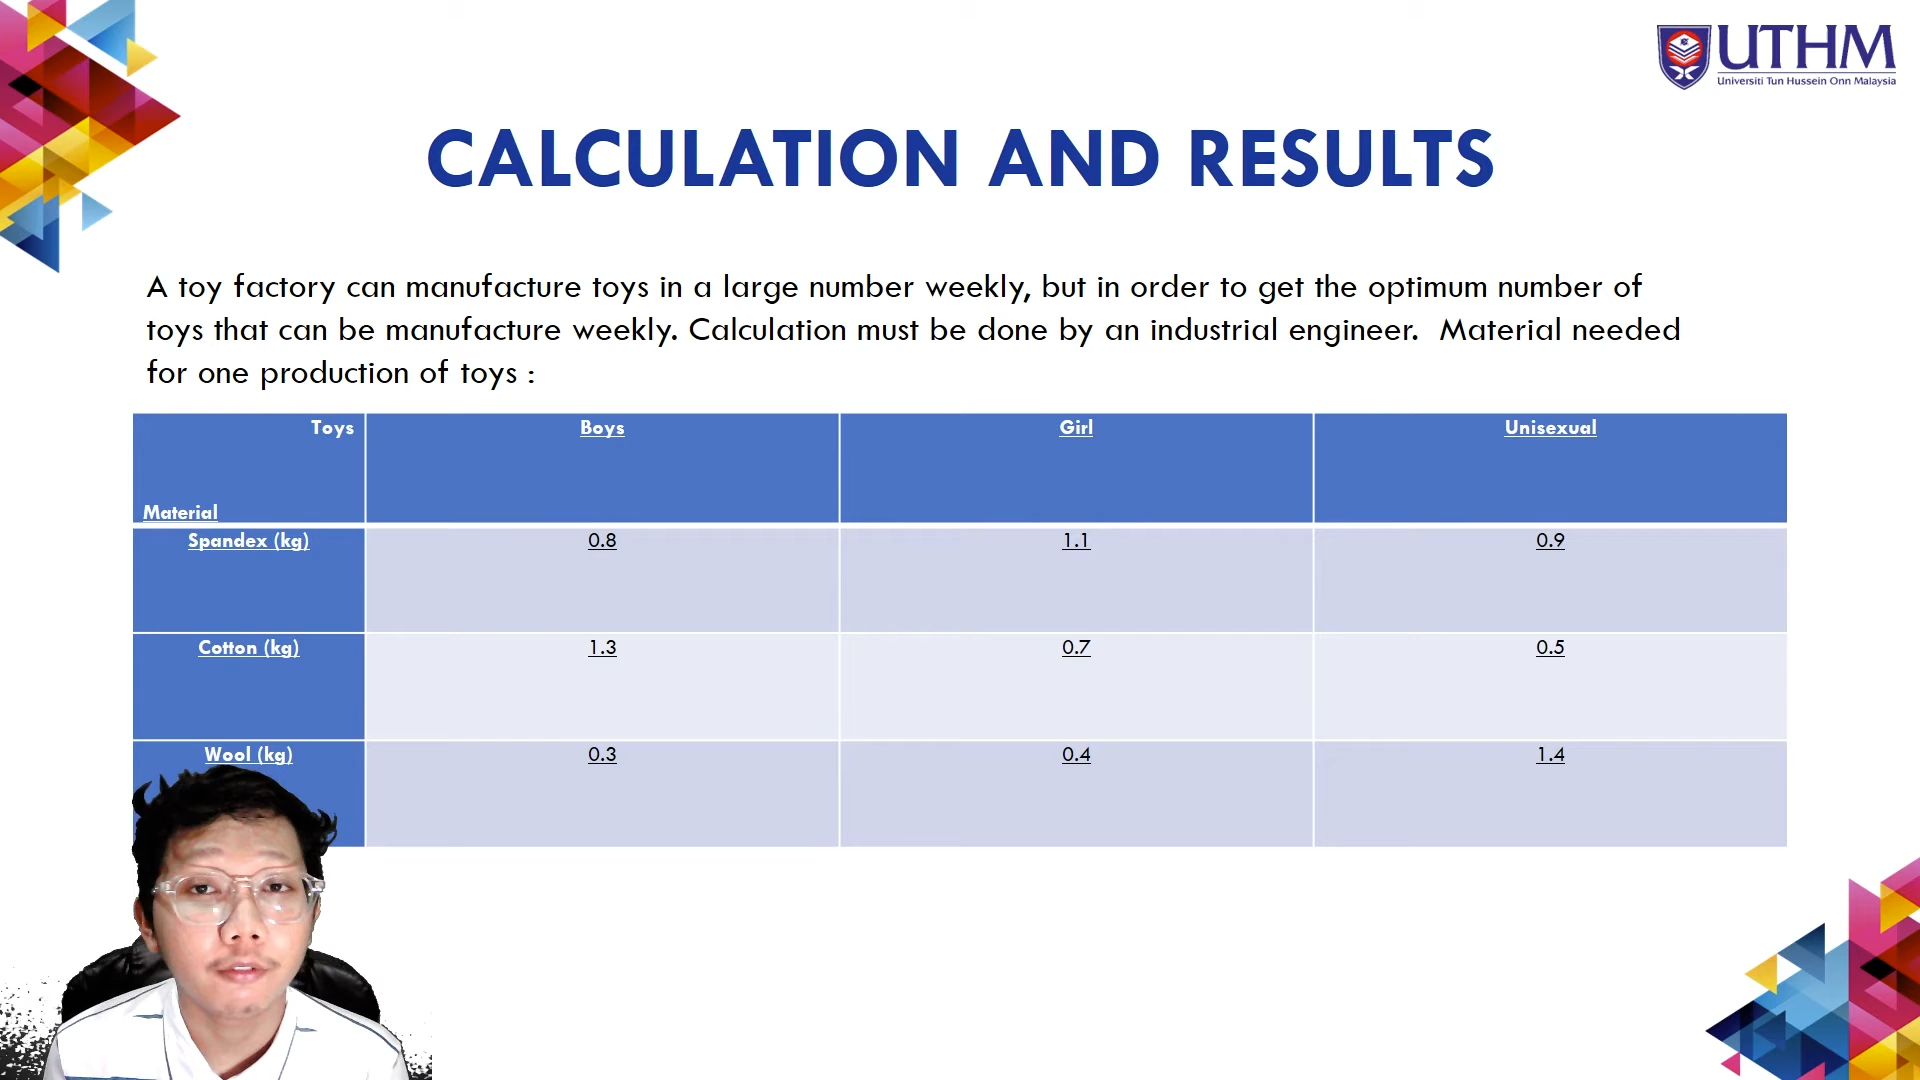 UTHM
Universiti Tun Hussein Onn Malaysia
CALCULATION AND RESULTS
A toy factory can manufacture toys in a large number weekly, but in order to get the optimum number of
toys that can be manufacture weekly. Calculation must be done by an industrial engineer. Material needed
for one production of toys :
Toys Boys Girl Unisexual
Material
Spandex (kg) 0.8 1.1 0.9
Cotton (kg) 1.3 0.7 0.5
Wool (kg) 0.3 0.4 1.4